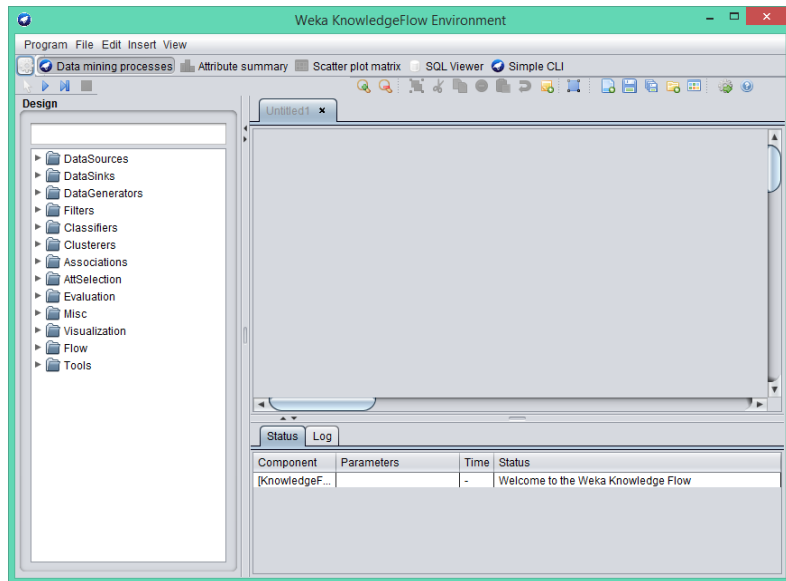 Weka KnowledgeFlow Environment
Program File Edit Insert View
Data mining processes Attribute summary Scatter plot matrix SQL Viewer Simple CLI
Design
Untitled1
DataSources
DataSinks
DataGenerators
Filters
Classifiers
Clusterers
Associations
AttSelection
Evaluation
Misc
Visualization
Flow
Tools
Status Log
Component Parameters Time Status
[KnowledgeF... - Welcome to the Weka Knowledge Flow